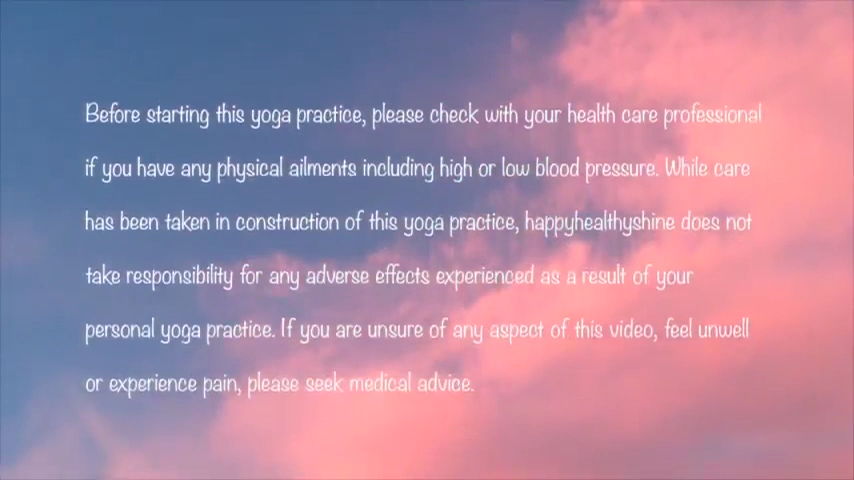 Before starting this yoga practice, please check with your health care professional
if you have any physical ailments including high or low blood pressure. While care
has been taken in construction of this yoga practice, happyhealthyshine does not
take responsibility for any adverse effects experienced as a result of your
personal yoga practice. If you are unsure of any aspect of this video, feel unwell
or experience pain, please seek medical advice.